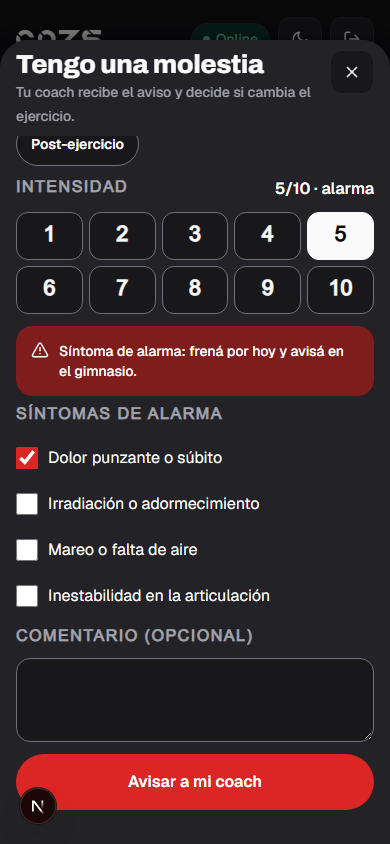 Online
Tengo una molestia
Tu coach recibe el aviso y decide si cambia el
ejercicio.
Post-ejercicio
INTENSIDAD
5/10 · alarma
1 2 3 4 5
6 7 8 9 10
Síntoma de alarma: frená por hoy y avisá en
el gimnasio.
SÍNTOMAS DE ALARMA
Dolor punzante o súbito
Irradiación o adormecimiento
Mareo o falta de aire
Inestabilidad en la articulación
COMENTARIO (OPCIONAL)
Avisar a mi coach
N